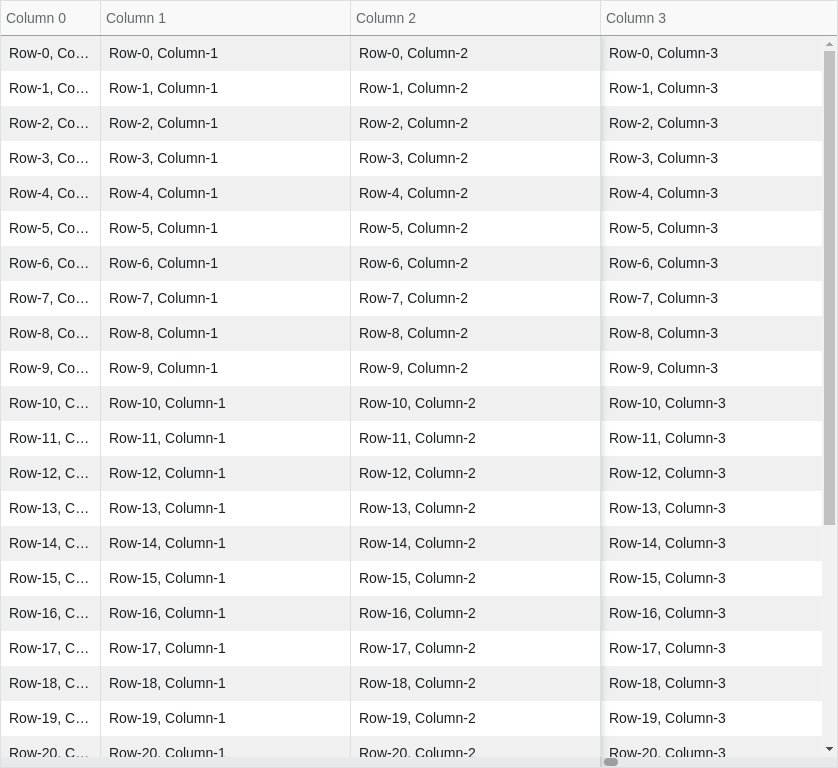 Column 0 Column 1 Column 2 Column 3
Row-0, Co… Row-0, Column-1 Row-0, Column-2 Row-0, Column-3
Row-1, Co… Row-1, Column-1 Row-1, Column-2 Row-1, Column-3
Row-2, Co… Row-2, Column-1 Row-2, Column-2 Row-2, Column-3
Row-3, Co… Row-3, Column-1 Row-3, Column-2 Row-3, Column-3
Row-4, Co… Row-4, Column-1 Row-4, Column-2 Row-4, Column-3
Row-5, Co… Row-5, Column-1 Row-5, Column-2 Row-5, Column-3
Row-6, Co… Row-6, Column-1 Row-6, Column-2 Row-6, Column-3
Row-7, Co… Row-7, Column-1 Row-7, Column-2 Row-7, Column-3
Row-8, Co… Row-8, Column-1 Row-8, Column-2 Row-8, Column-3
Row-9, Co… Row-9, Column-1 Row-9, Column-2 Row-9, Column-3
Row-10, C… Row-10, Column-1 Row-10, Column-2 Row-10, Column-3
Row-11, C… Row-11, Column-1 Row-11, Column-2 Row-11, Column-3
Row-12, C… Row-12, Column-1 Row-12, Column-2 Row-12, Column-3
Row-13, C… Row-13, Column-1 Row-13, Column-2 Row-13, Column-3
Row-14, C… Row-14, Column-1 Row-14, Column-2 Row-14, Column-3
Row-15, C… Row-15, Column-1 Row-15, Column-2 Row-15, Column-3
Row-16, C… Row-16, Column-1 Row-16, Column-2 Row-16, Column-3
Row-17, C… Row-17, Column-1 Row-17, Column-2 Row-17, Column-3
Row-18, C… Row-18, Column-1 Row-18, Column-2 Row-18, Column-3
Row-19, C… Row-19, Column-1 Row-19, Column-2 Row-19, Column-3
Row-20, C… Row-20, Column-1 Row-20, Column-2 Row-20, Column-3